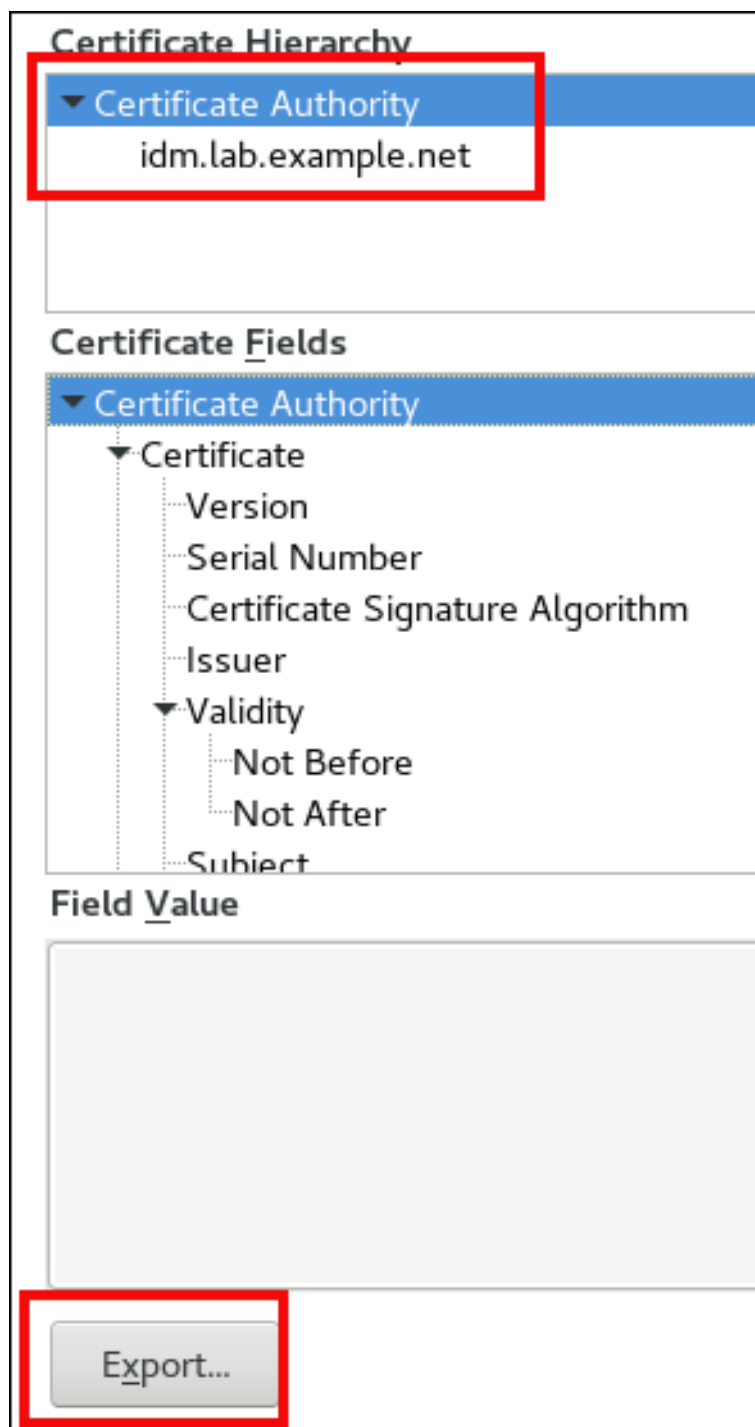 Certificate Hierarchy
Certificate Authority
idm.lab.example.net
Certificate Fields
Certificate Authority
Certificate
Version
Serial Number
Certificate Signature Algorithm
Issuer
Validity
Not Before
Not After
Subject
Field Value
Export...